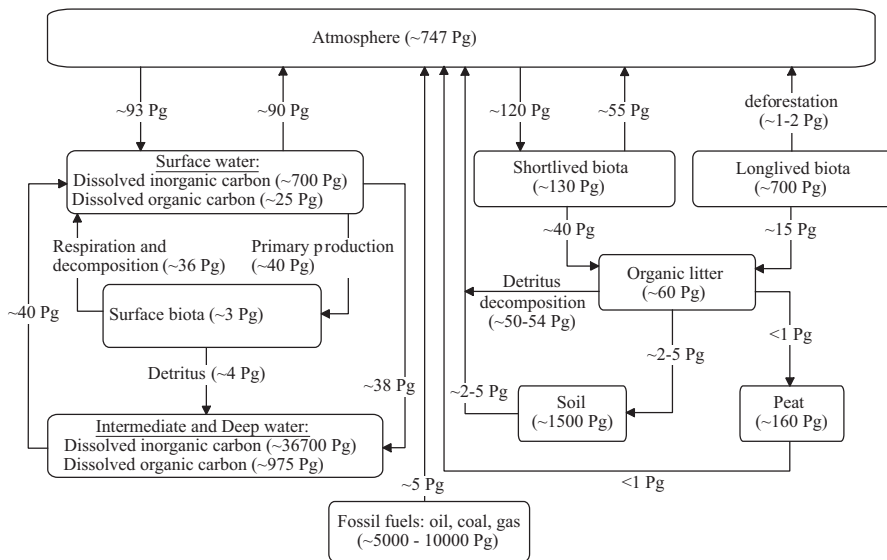 Atmosphere (~747 Pg)
~93 Pg
~90 Pg
~120 Pg
~55 Pg
deforestation
(~1-2 Pg)
Surface water:
Dissolved inorganic carbon (~700 Pg)
Dissolved organic carbon (~25 Pg)
Shortlived biota
(~130 Pg)
Longlived biota
(~700 Pg)
Respiration and
decomposition (~36 Pg)
Primary production
(~40 Pg)
~40 Pg
~15 Pg
Organic litter
(~60 Pg)
Detritus
decomposition
(~50-54 Pg)
~40 Pg
Surface biota (~3 Pg)
Detritus (~4 Pg)
~38 Pg
<1 Pg
~2-5 Pg
~2-5 Pg
Soil
(~1500 Pg)
Peat
(~160 Pg)
Intermediate and Deep water:
Dissolved inorganic carbon (~36700 Pg)
Dissolved organic carbon (~975 Pg)
~5 Pg
<1 Pg
Fossil fuels: oil, coal, gas
(~5000 - 10000 Pg)